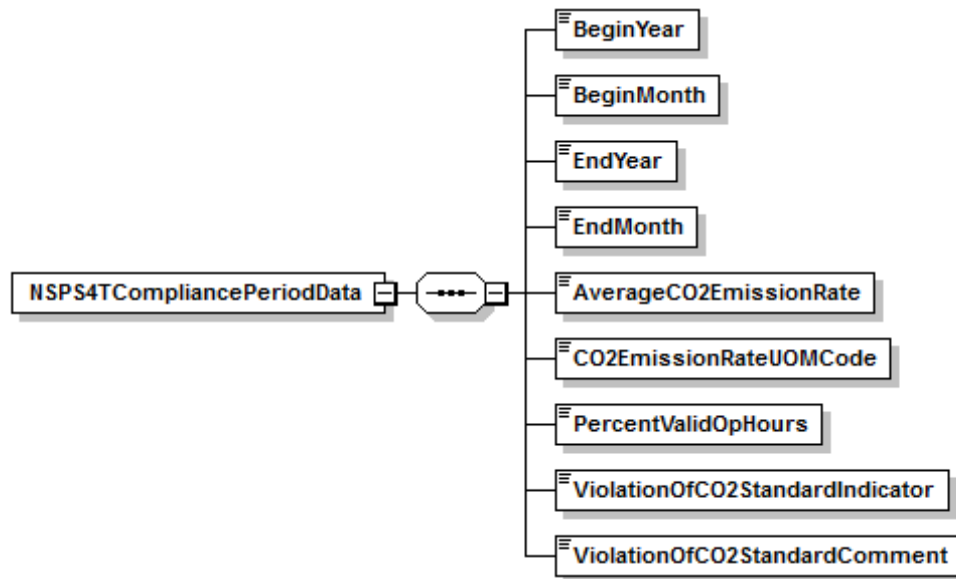 BeginYear
BeginMonth
EndYear
EndMonth
NSPS4TCompliancePeriodData
AverageCO2EmissionRate
CO2EmissionRateUOMCode
PercentValidOpHours
ViolationOfCO2StandardIndicator
ViolationOfCO2StandardComment